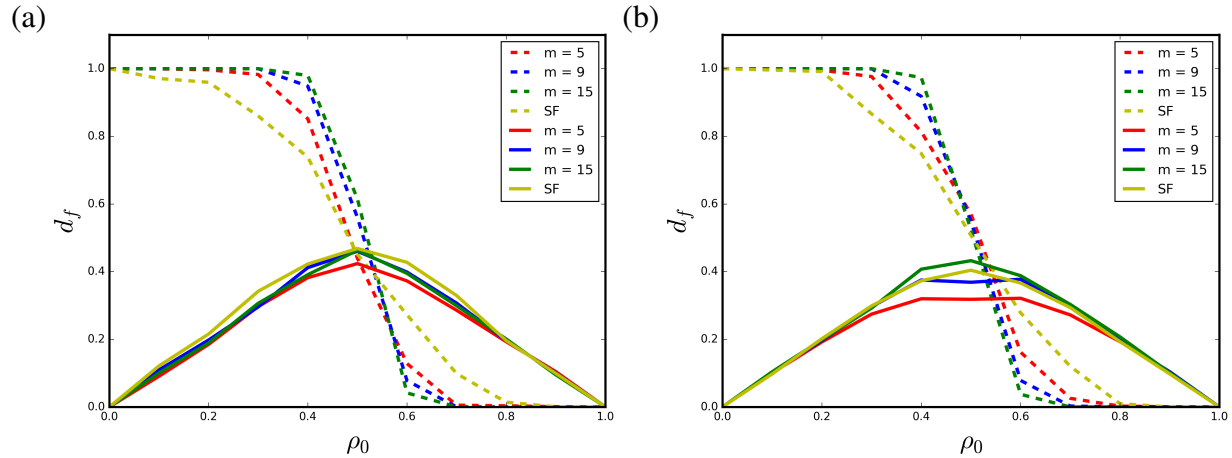 (a)
1.0
0.8
0.6
0.4
0.2
0.0
d_f
0.0 0.2 0.4 0.6 0.8 1.0
ρ₀
m = 5
m = 9
m = 15
SF
m = 5
m = 9
m = 15
SF
(b)
1.0
0.8
0.6
0.4
0.2
0.0
d_f
0.0 0.2 0.4 0.6 0.8 1.0
ρ₀
m = 5
m = 9
m = 15
SF
m = 5
m = 9
m = 15
SF